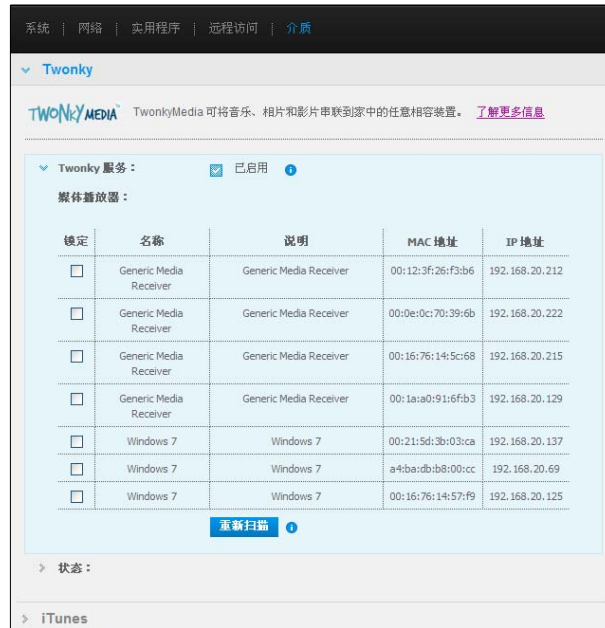 系统 | 网络 | 实用程序 | 远程访问 | 介质
Twonky
TWONKYMEDIA TwonkyMedia 可将音乐、相片和影片串联到家中的任意相容装置。 了解更多信息
Twonky 服务： 已启用
媒体播放器：
锁定 名称 说明 MAC 地址 IP 地址
Generic Media Receiver Generic Media Receiver 00:12:3f:26:f3:b6 192.168.20.212
Generic Media Receiver Generic Media Receiver 00:0e:0c:70:39:6b 192.168.20.222
Generic Media Receiver Generic Media Receiver 00:16:76:14:5c:68 192.168.20.215
Generic Media Receiver Generic Media Receiver 00:1a:a0:91:6f:b3 192.168.20.129
Windows 7 Windows 7 00:21:5d:3b:03:ca 192.168.20.137
Windows 7 Windows 7 a4:ba:db:b8:00:cc 192.168.20.69
Windows 7 Windows 7 00:16:76:14:57:f9 192.168.20.125
重新扫描
状态：
iTunes